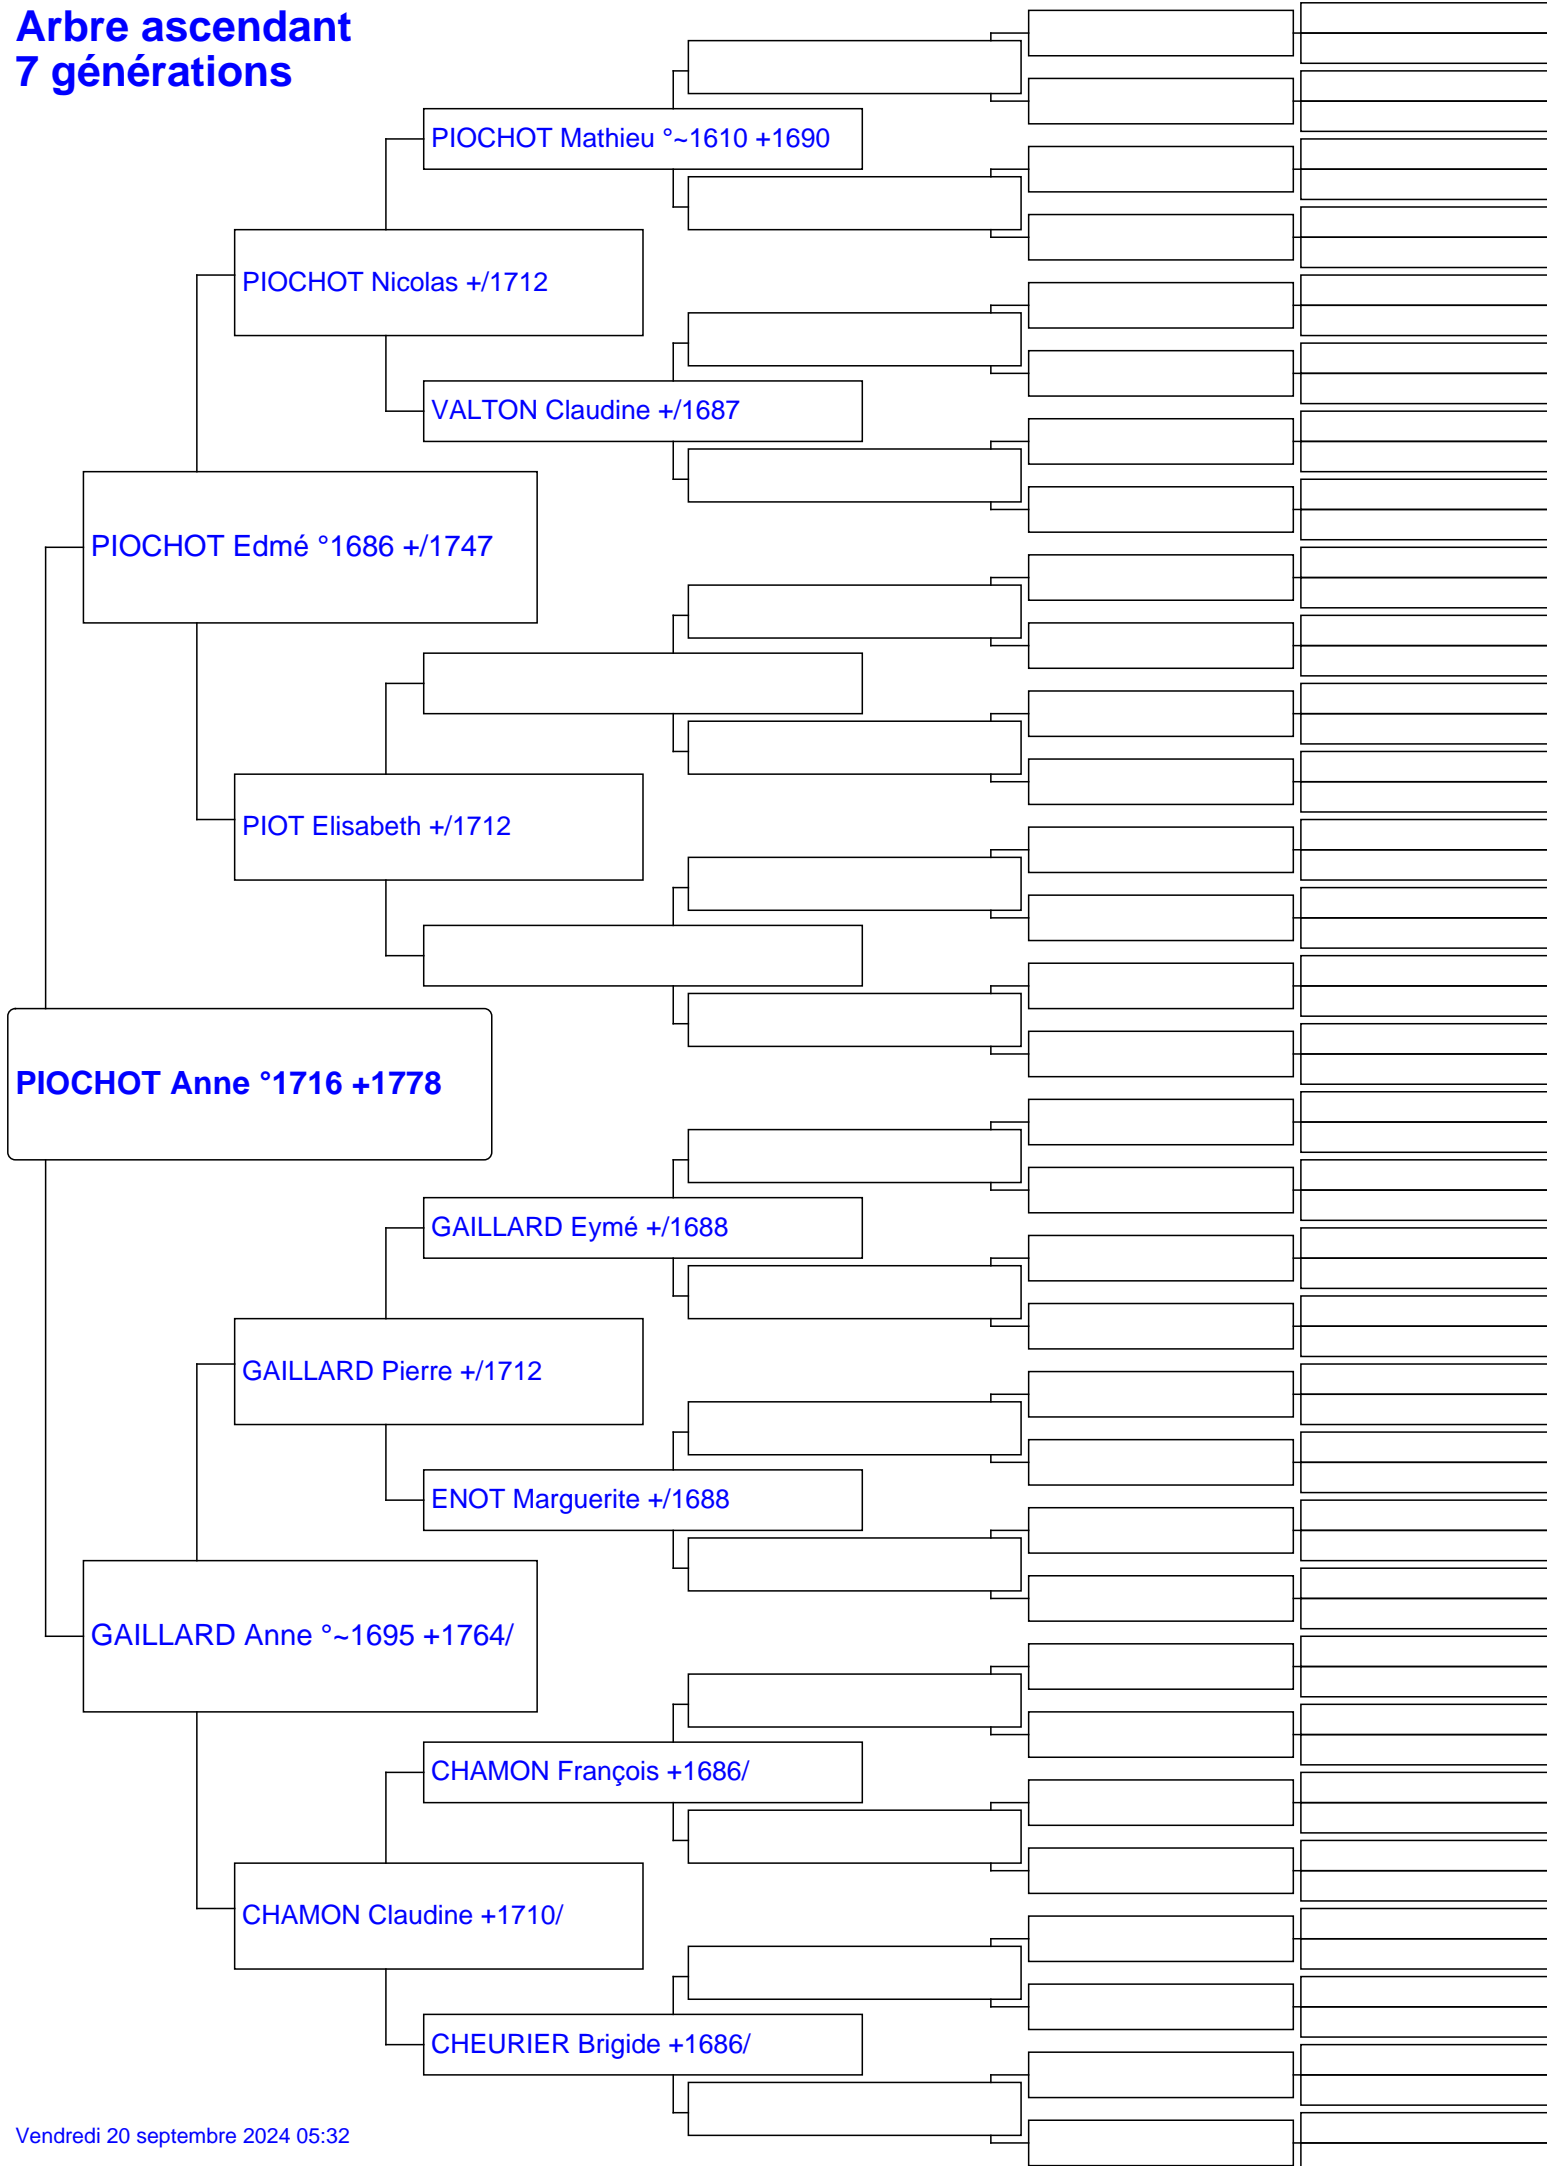 Arbre ascendant
7 générations
PIOCHOT Mathieu °~1610 +1690
PIOCHOT Nicolas +/1712
VALTON Claudine +/1687
PIOCHOT Edmé °1686 +/1747
PIOT Elisabeth +/1712
PIOCHOT Anne °1716 +1778
GAILLARD Eymé +/1688
GAILLARD Pierre +/1712
ENOT Marguerite +/1688
GAILLARD Anne °~1695 +1764/
CHAMON François +1686/
CHAMON Claudine +1710/
CHEURIER Brigide +1686/
Vendredi 20 septembre 2024 05:32